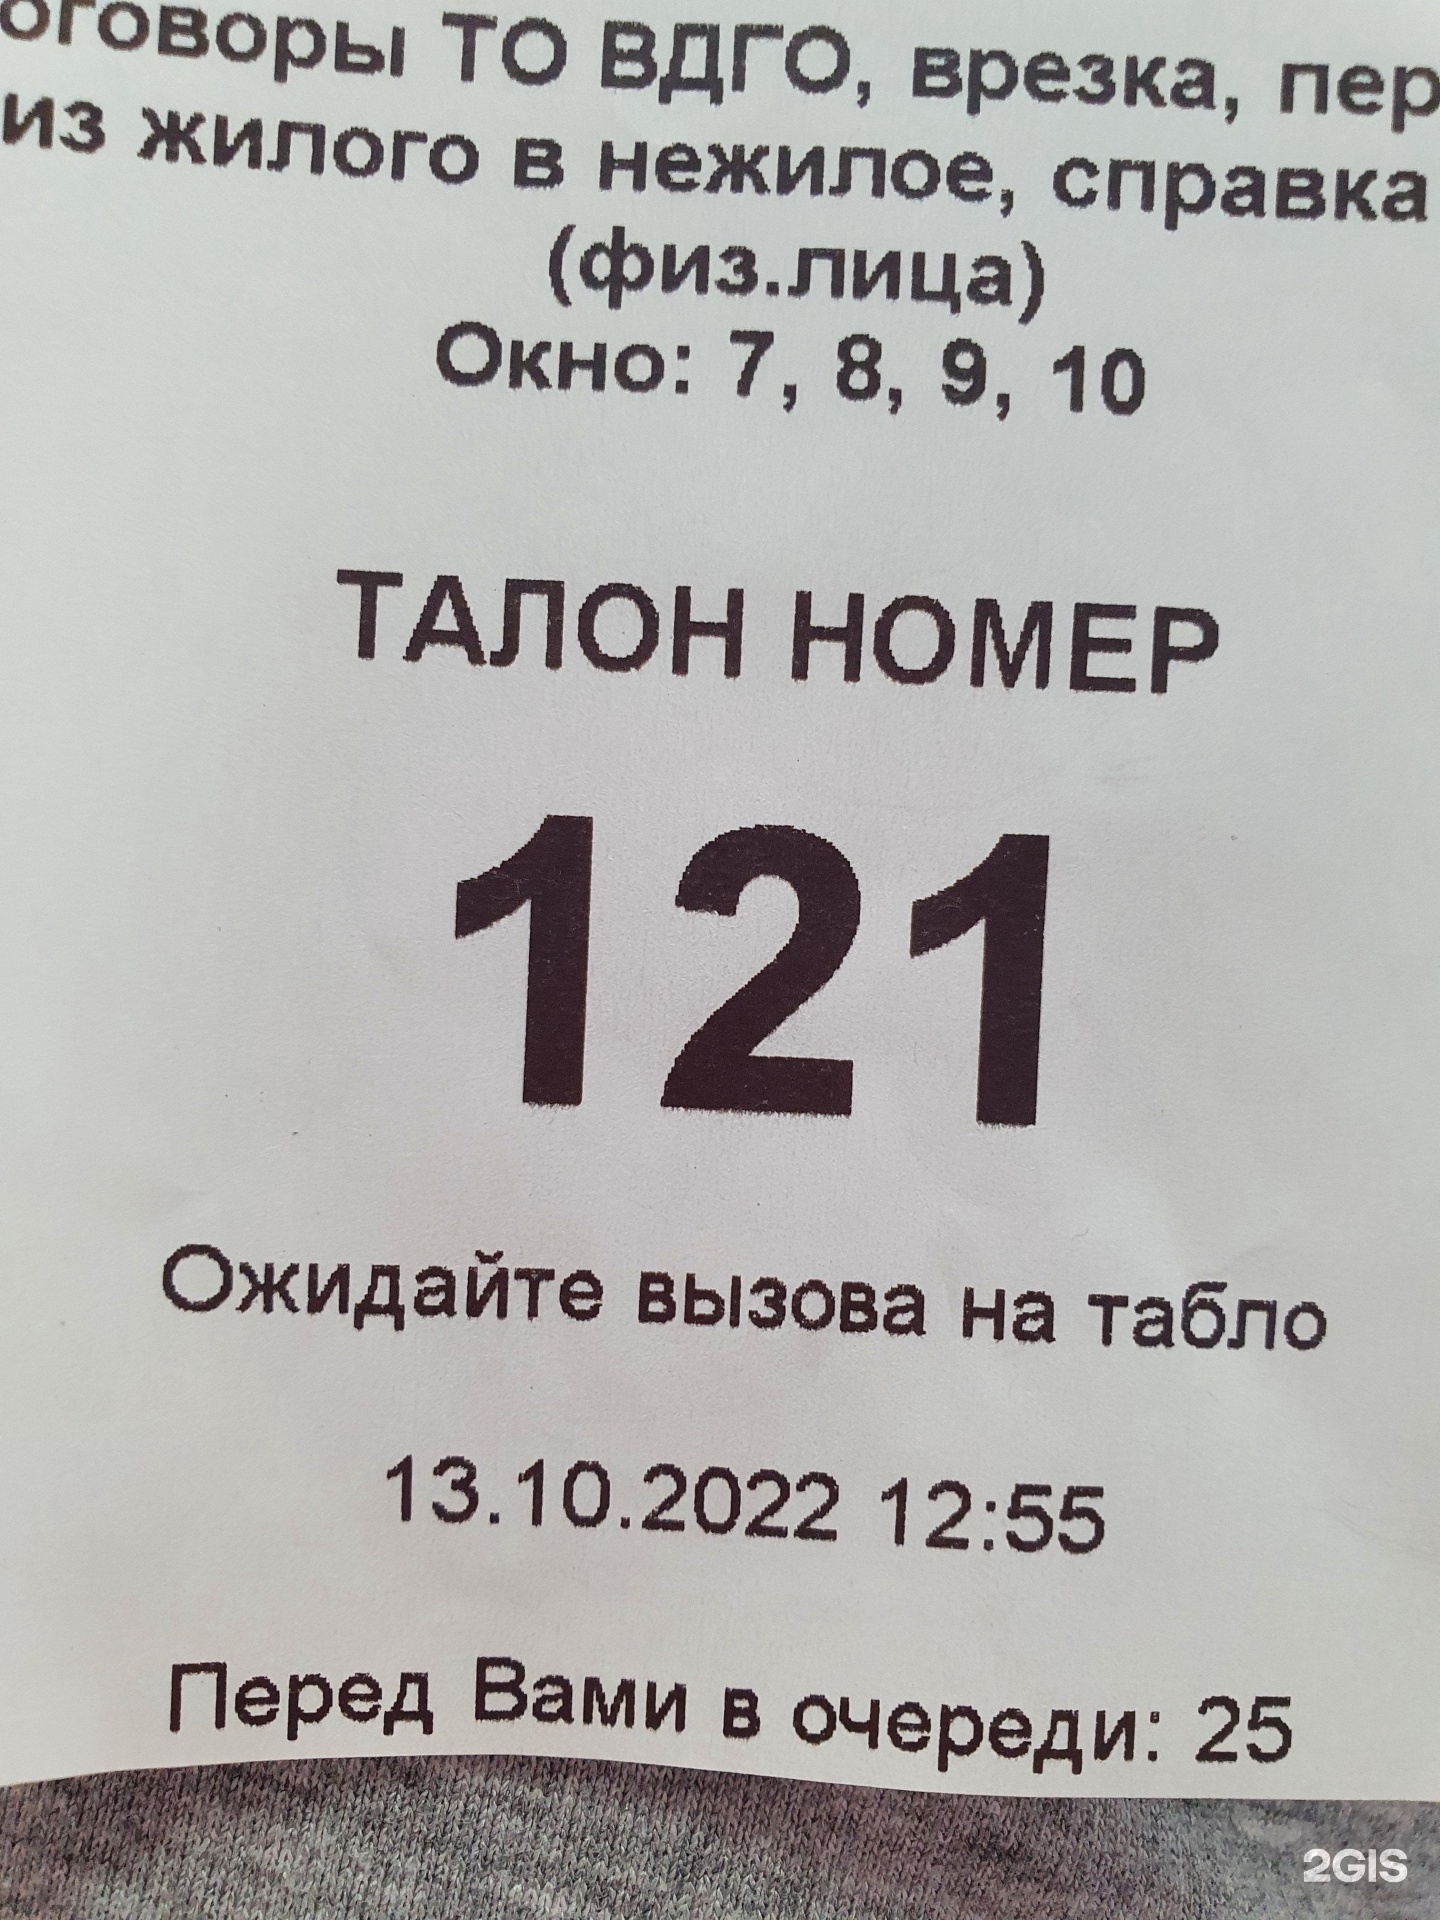 оговоры ТО ВДГО, врезка, пер
из жилого в нежилое, справка
(физ.лица)
Окно: 7, 8, 9, 10
ТАЛОН НОМЕР
121
Ожидайте вызова на табло
13.10.2022 12:55
Перед Вами в очереди: 25
2GIS